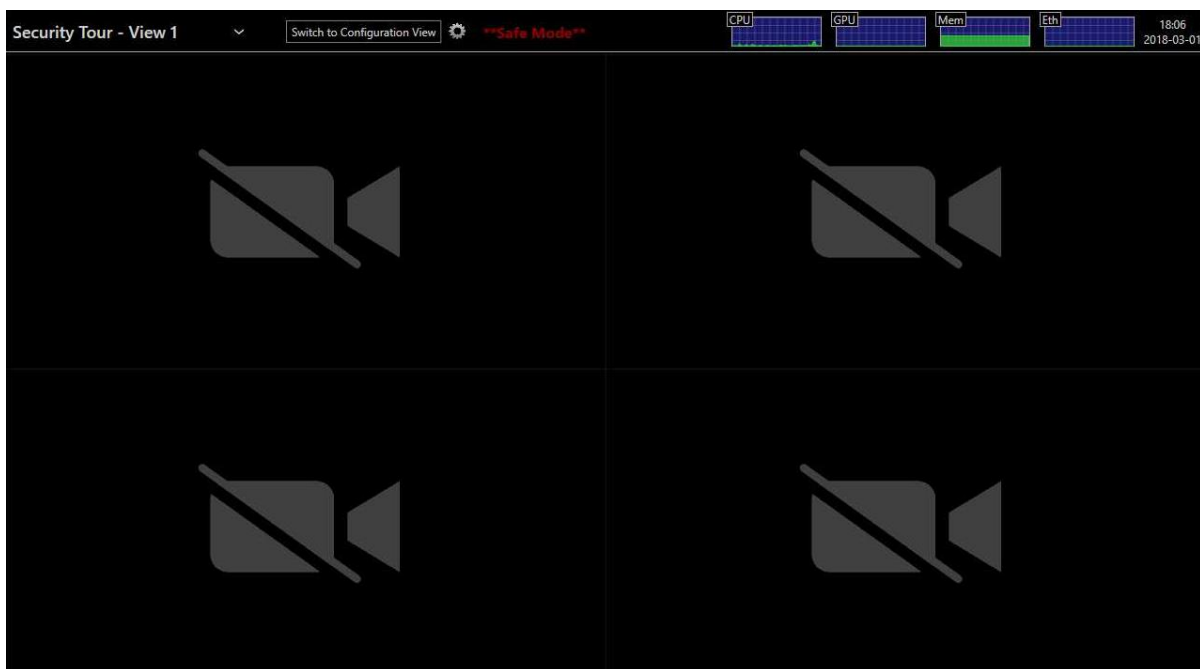 Security Tour - View 1
Switch to Configuration View
**Safe Mode**
CPU
GPU
Mem
Eth
18:06
2018-03-01